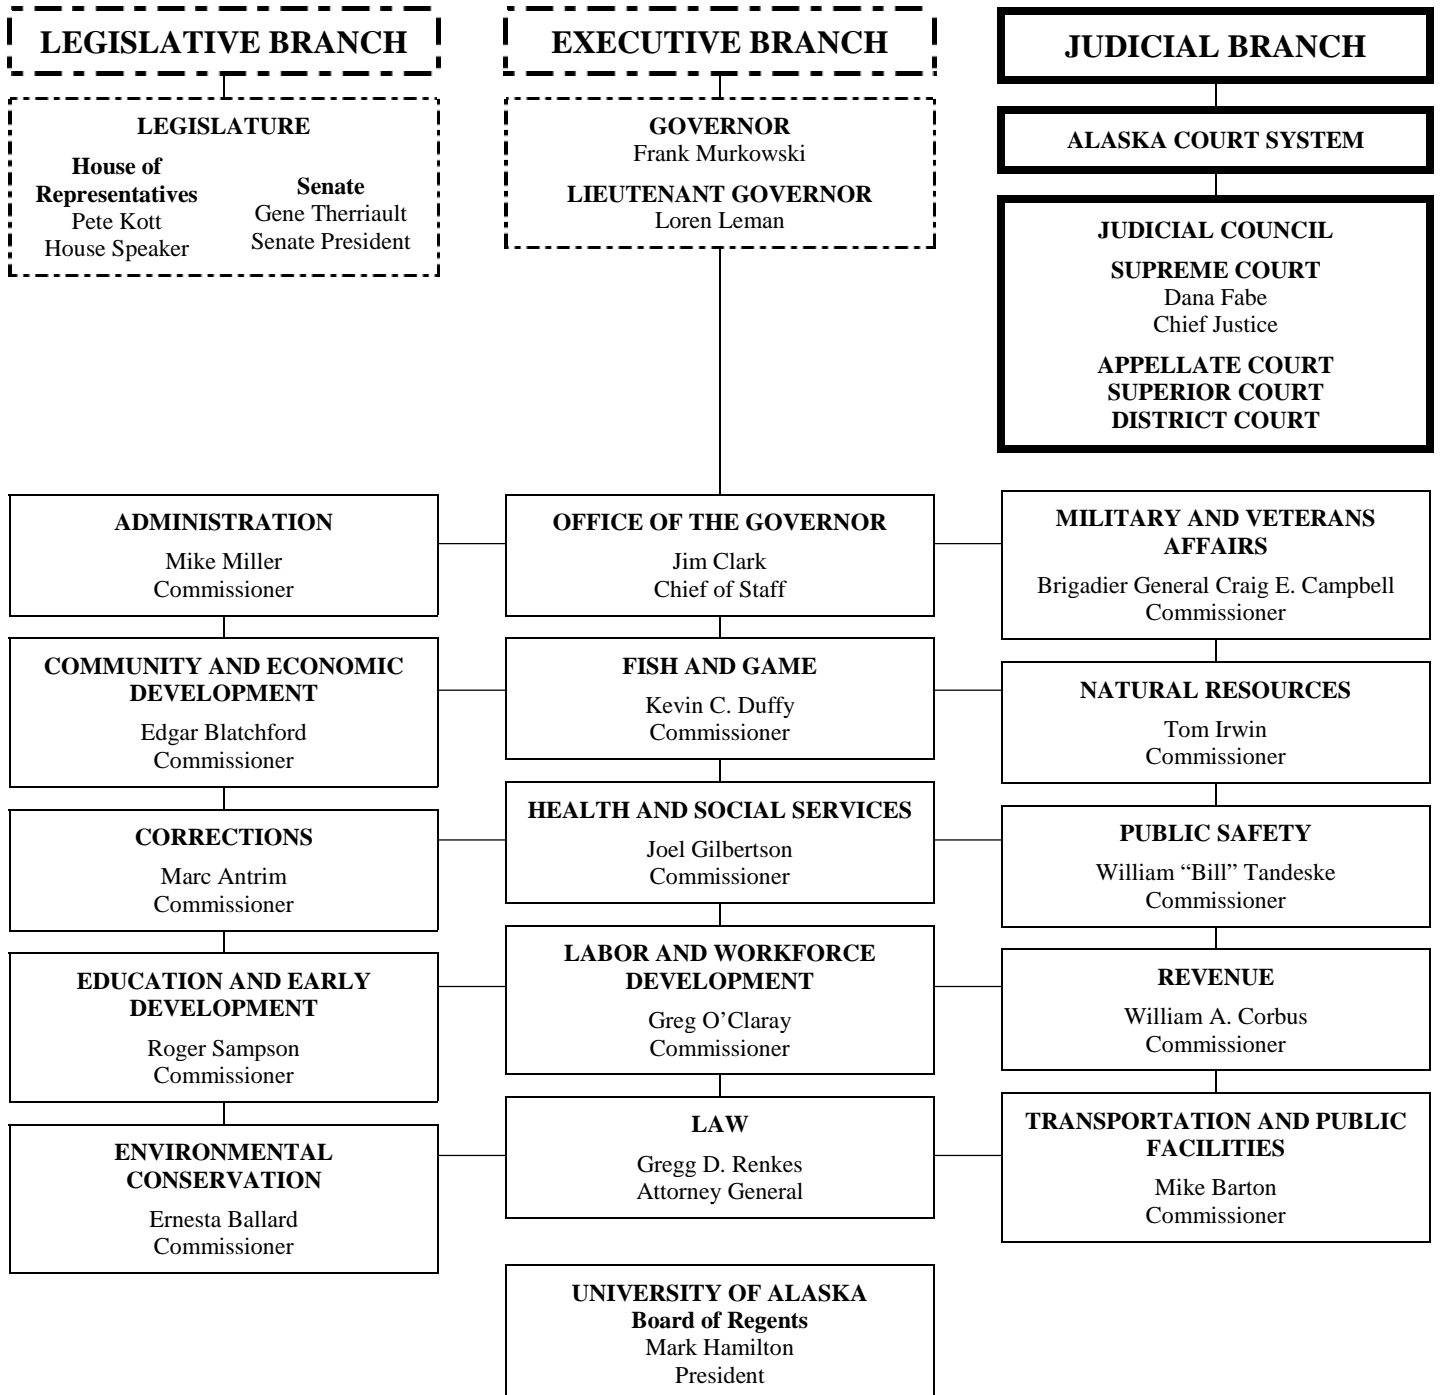 LEGISLATIVE BRANCH
LEGISLATURE
House of
Representatives
Pete Kott
House Speaker
Senate
Gene Therriault
Senate President
EXECUTIVE BRANCH
GOVERNOR
Frank Murkowski
LIEUTENANT GOVERNOR
Loren Leman
JUDICIAL BRANCH
ALASKA COURT SYSTEM
JUDICIAL COUNCIL
SUPREME COURT
Dana Fabe
Chief Justice
APPELLATE COURT
SUPERIOR COURT
DISTRICT COURT
ADMINISTRATION
Mike Miller
Commissioner
OFFICE OF THE GOVERNOR
Jim Clark
Chief of Staff
MILITARY AND VETERANS
AFFAIRS
Brigadier General Craig E. Campbell
Commissioner
COMMUNITY AND ECONOMIC
DEVELOPMENT
Edgar Blatchford
Commissioner
FISH AND GAME
Kevin C. Duffy
Commissioner
NATURAL RESOURCES
Tom Irwin
Commissioner
CORRECTIONS
Marc Antrim
Commissioner
HEALTH AND SOCIAL SERVICES
Joel Gilbertson
Commissioner
PUBLIC SAFETY
William “Bill” Tandeske
Commissioner
EDUCATION AND EARLY
DEVELOPMENT
Roger Sampson
Commissioner
LABOR AND WORKFORCE
DEVELOPMENT
Greg O’Claray
Commissioner
REVENUE
William A. Corbus
Commissioner
ENVIRONMENTAL
CONSERVATION
Ernesta Ballard
Commissioner
LAW
Gregg D. Renkes
Attorney General
TRANSPORTATION AND PUBLIC
FACILITIES
Mike Barton
Commissioner
UNIVERSITY OF ALASKA
Board of Regents
Mark Hamilton
President